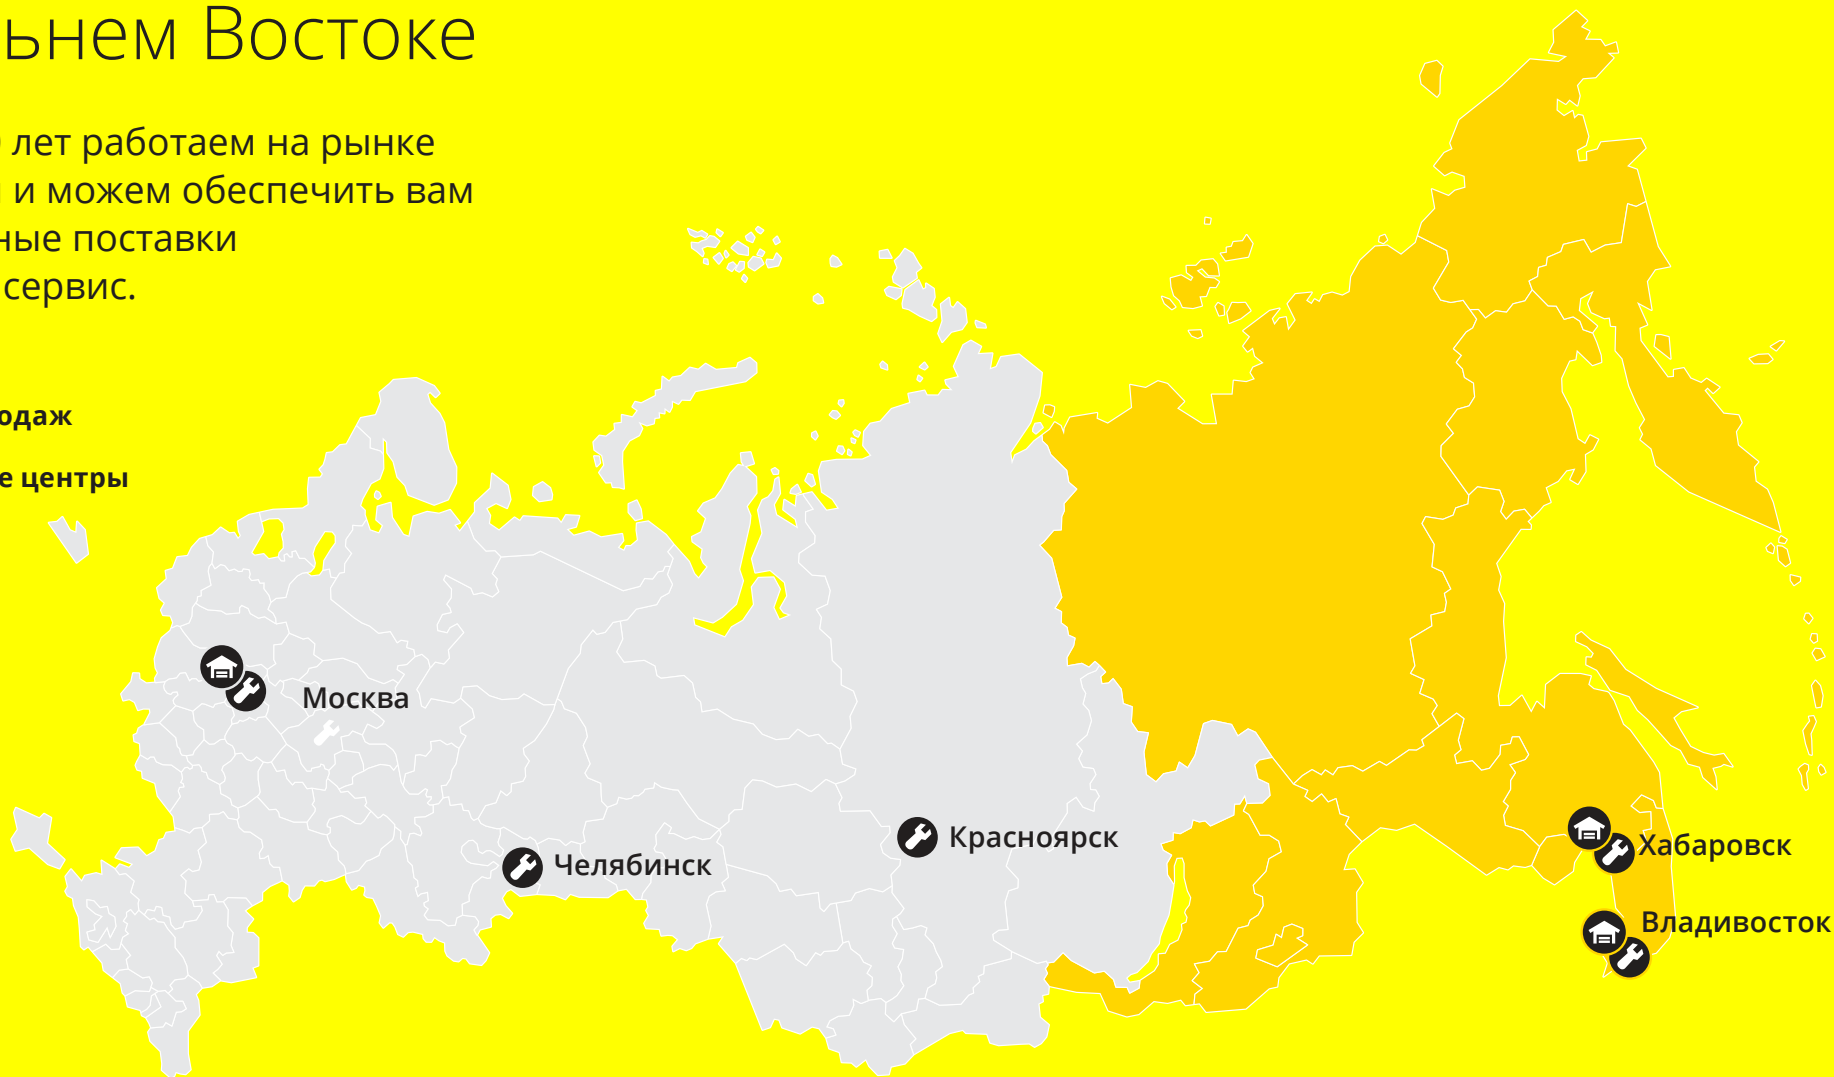 ьнем Востоке
лет работаем на рынке
и и можем обеспечить вам
ные поставки
сервис.
одаж
е центры
Москва
Красноярск
Челябинск
Хабаровск
Владивосток